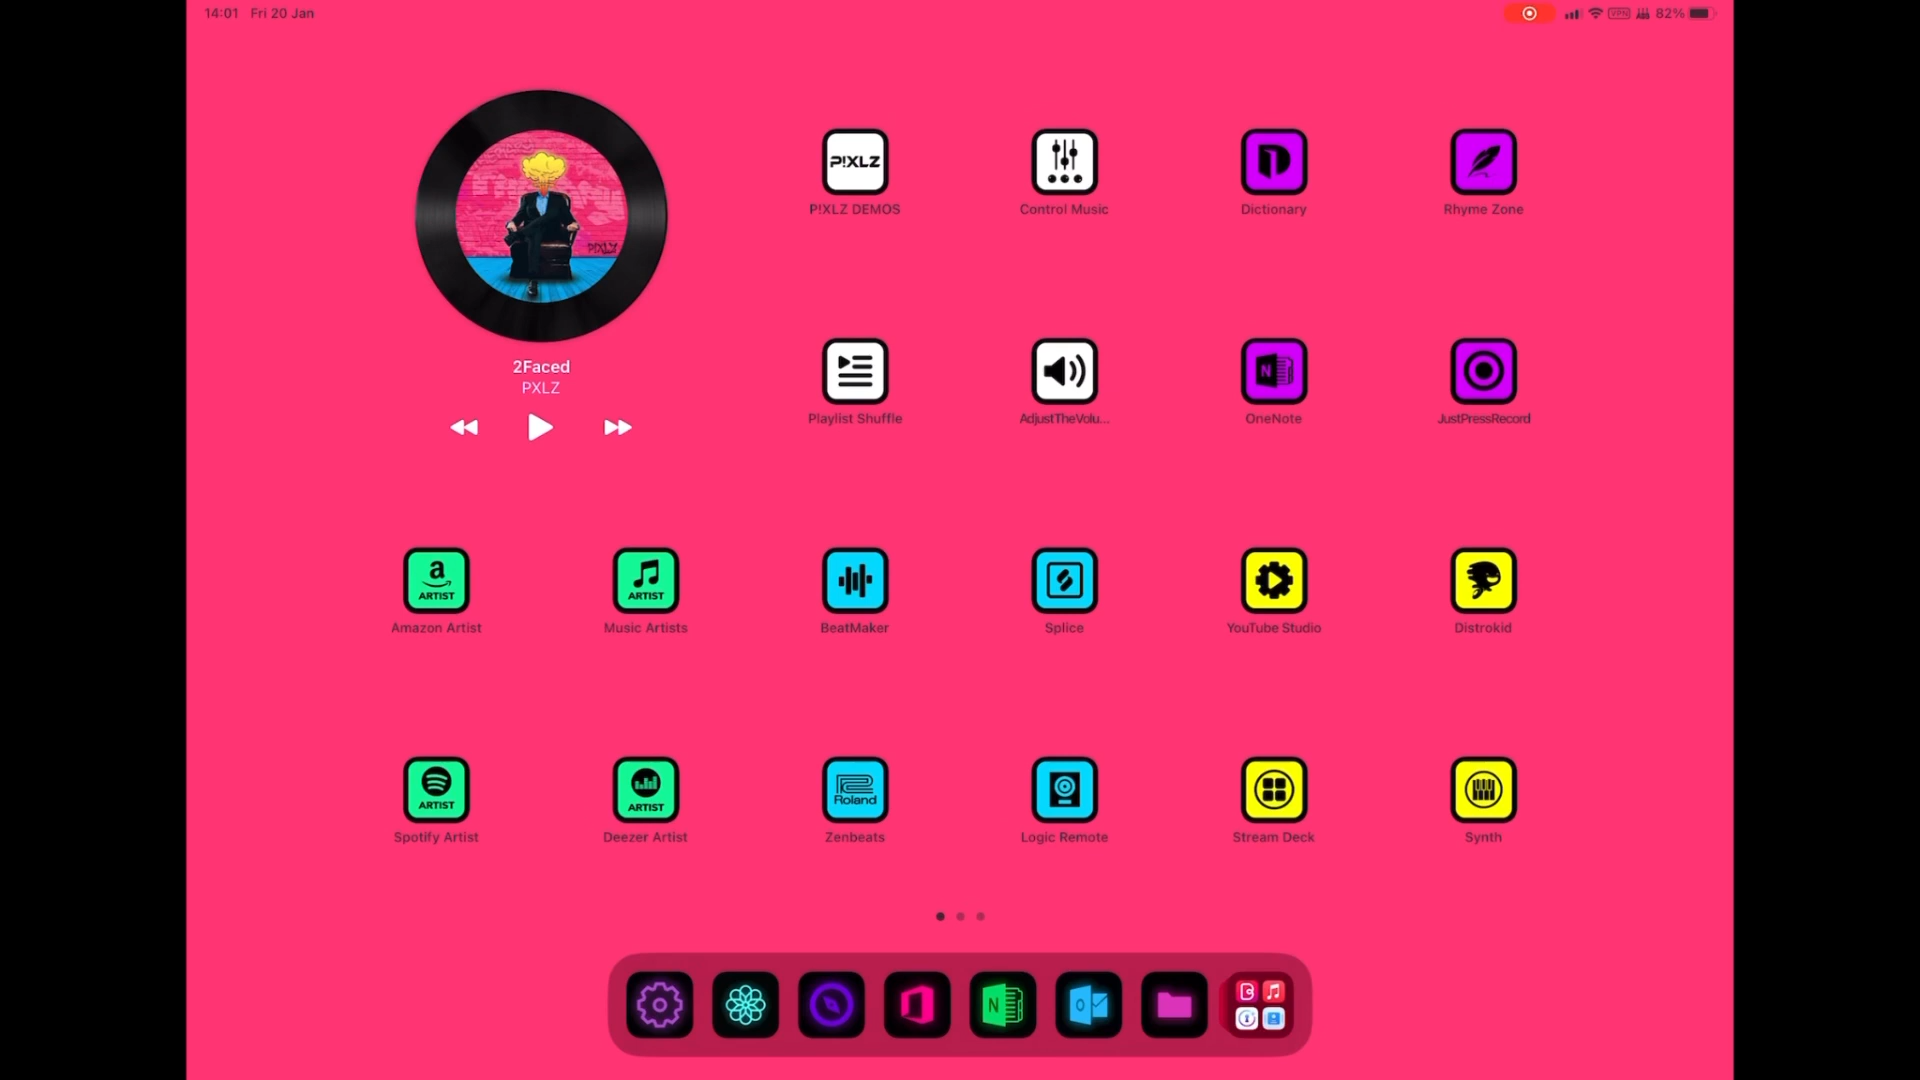 14:01 Fri 20 Jan
VPN 82%
PIXLZ
2Faced
PXLZ
P!XLZ
P!XLZ DEMOS
Control Music
Dictionary
Rhyme Zone
Playlist Shuffle
AdjustTheVolu...
N
OneNote
JustPressRecord
a
ARTIST
Amazon Artist
ARTIST
Music Artists
BeatMaker
Splice
YouTube Studio
Distrokid
ARTIST
Spotify Artist
ARTIST
Deezer Artist
Roland
Zenbeats
Logic Remote
Stream Deck
Synth
N
O